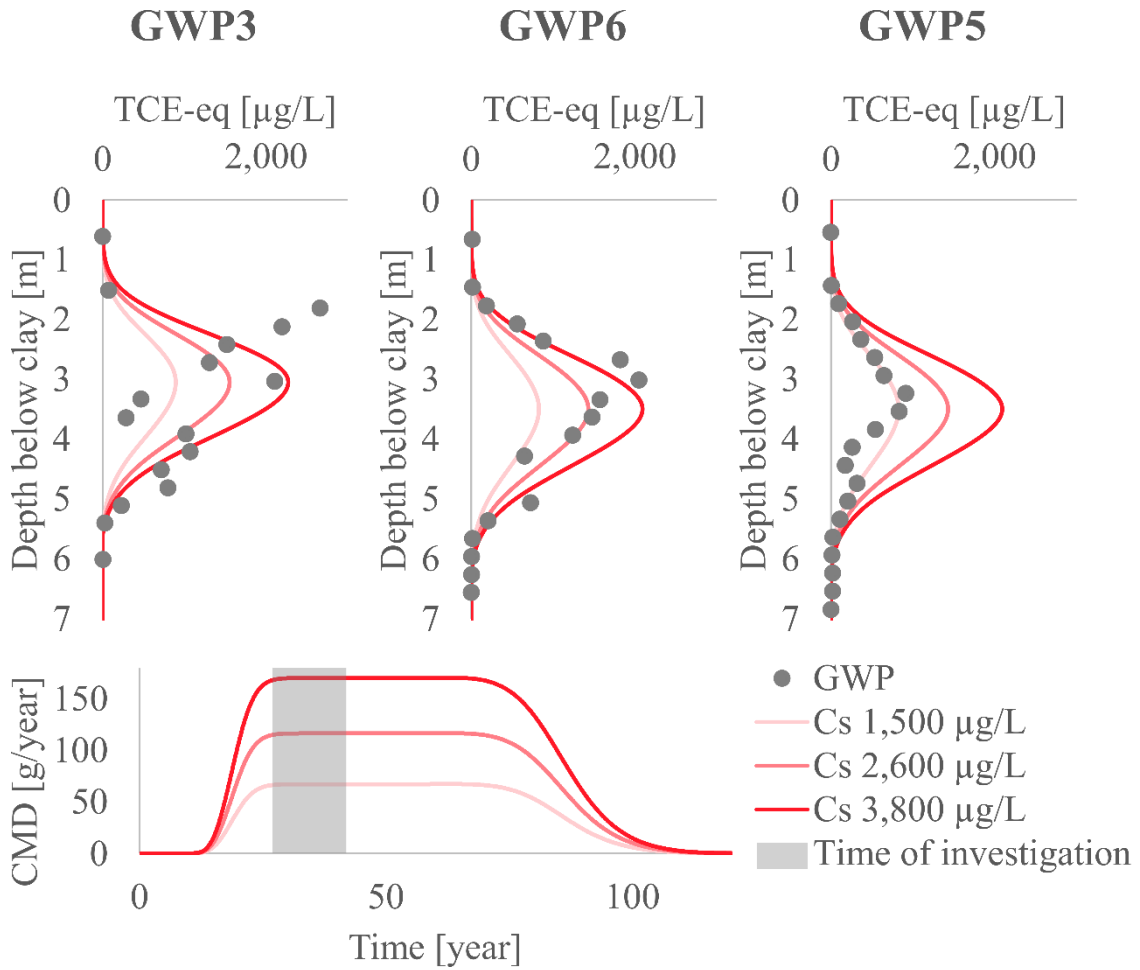 GWP3 GWP6 GWP5
TCE-eq [µg/L] TCE-eq [µg/L] TCE-eq [µg/L]
0 2,000 0 2,000 0 2,000
Depth below clay [m]
0
1
2
3
4
5
6
7
Depth below clay [m]
0
1
2
3
4
5
6
7
Depth below clay [m]
0
1
2
3
4
5
6
7
CMD [g/year]
150
100
50
0
0 50 100
Time [year]
GWP
Cs 1,500 µg/L
Cs 2,600 µg/L
Cs 3,800 µg/L
Time of investigation